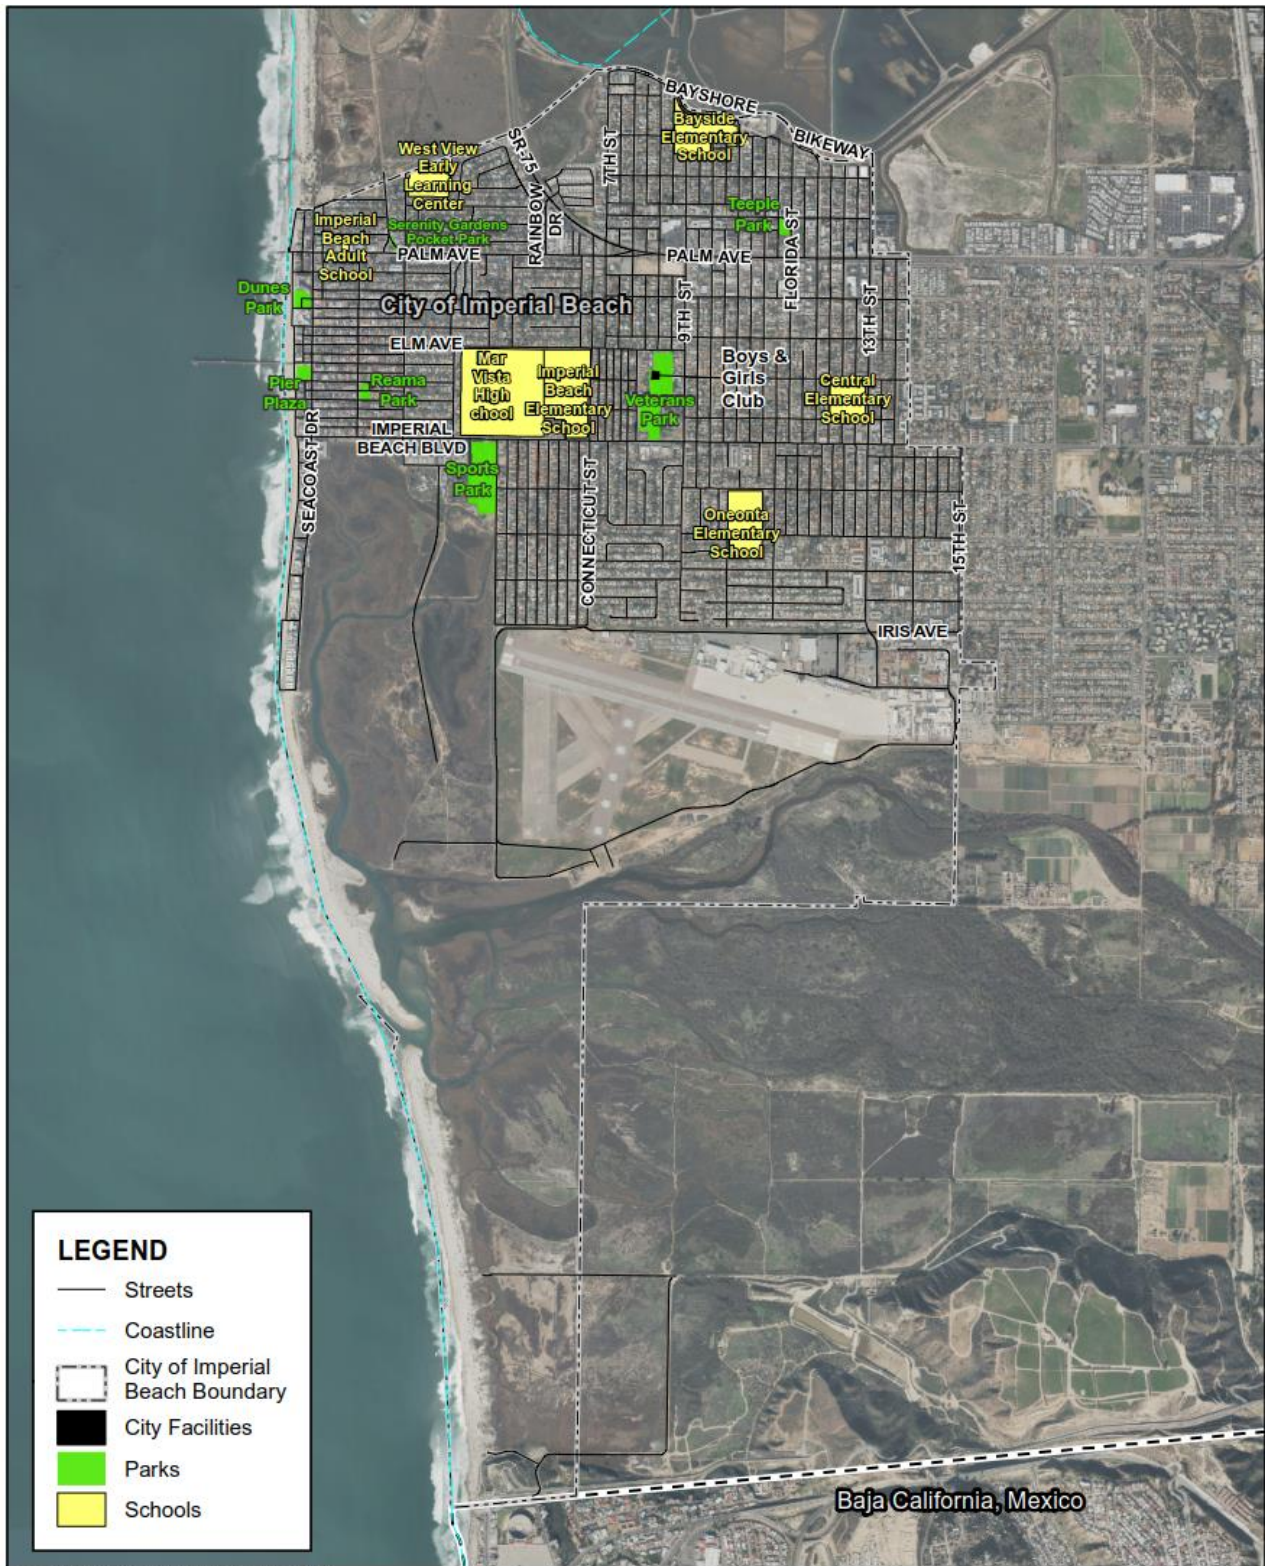 BAYSHORE
BIKEWAY
Bayside
Elementary
School
SR-75
7TH ST
West View
Early
Learning
Center
RAINBOW
DR
Teeple
Park
FLORIDA ST
Imperial
Beach
Adult
School
Serenity Gardens
Pocket Park
PALM AVE
PALM AVE
Dunes
Park
City of Imperial Beach
9TH ST
13TH ST
ELM AVE
Mar
Vista
High
chool
Imperial
Beach
Elementary
School
Boys &
Girls
Club
Central
Elementary
School
Pier
Plaza
Reama
Park
Veterans
Park
IMPERIAL
BEACH BLVD
SEACOAST DR
Sports
Park
CONNECTICUT ST
Oneonta
Elementary
School
15TH ST
IRIS AVE
LEGEND
Streets
Coastline
City of Imperial
Beach Boundary
City Facilities
Parks
Schools
Baja California, Mexico